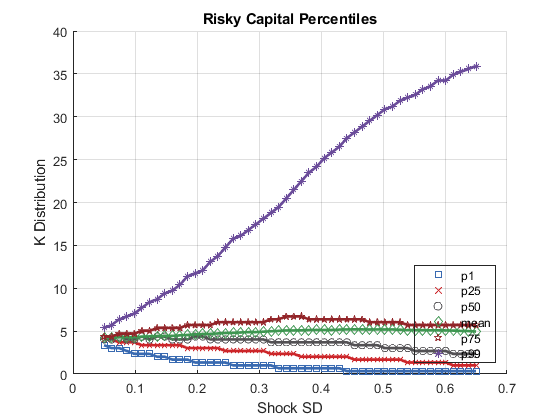 Risky Capital Percentiles
40
35
30
25
20
15
10
5
0
K Distribution
p1
p25
p50
mean
p75
p99
0 0.1 0.2 0.3 0.4 0.5 0.6 0.7
Shock SD